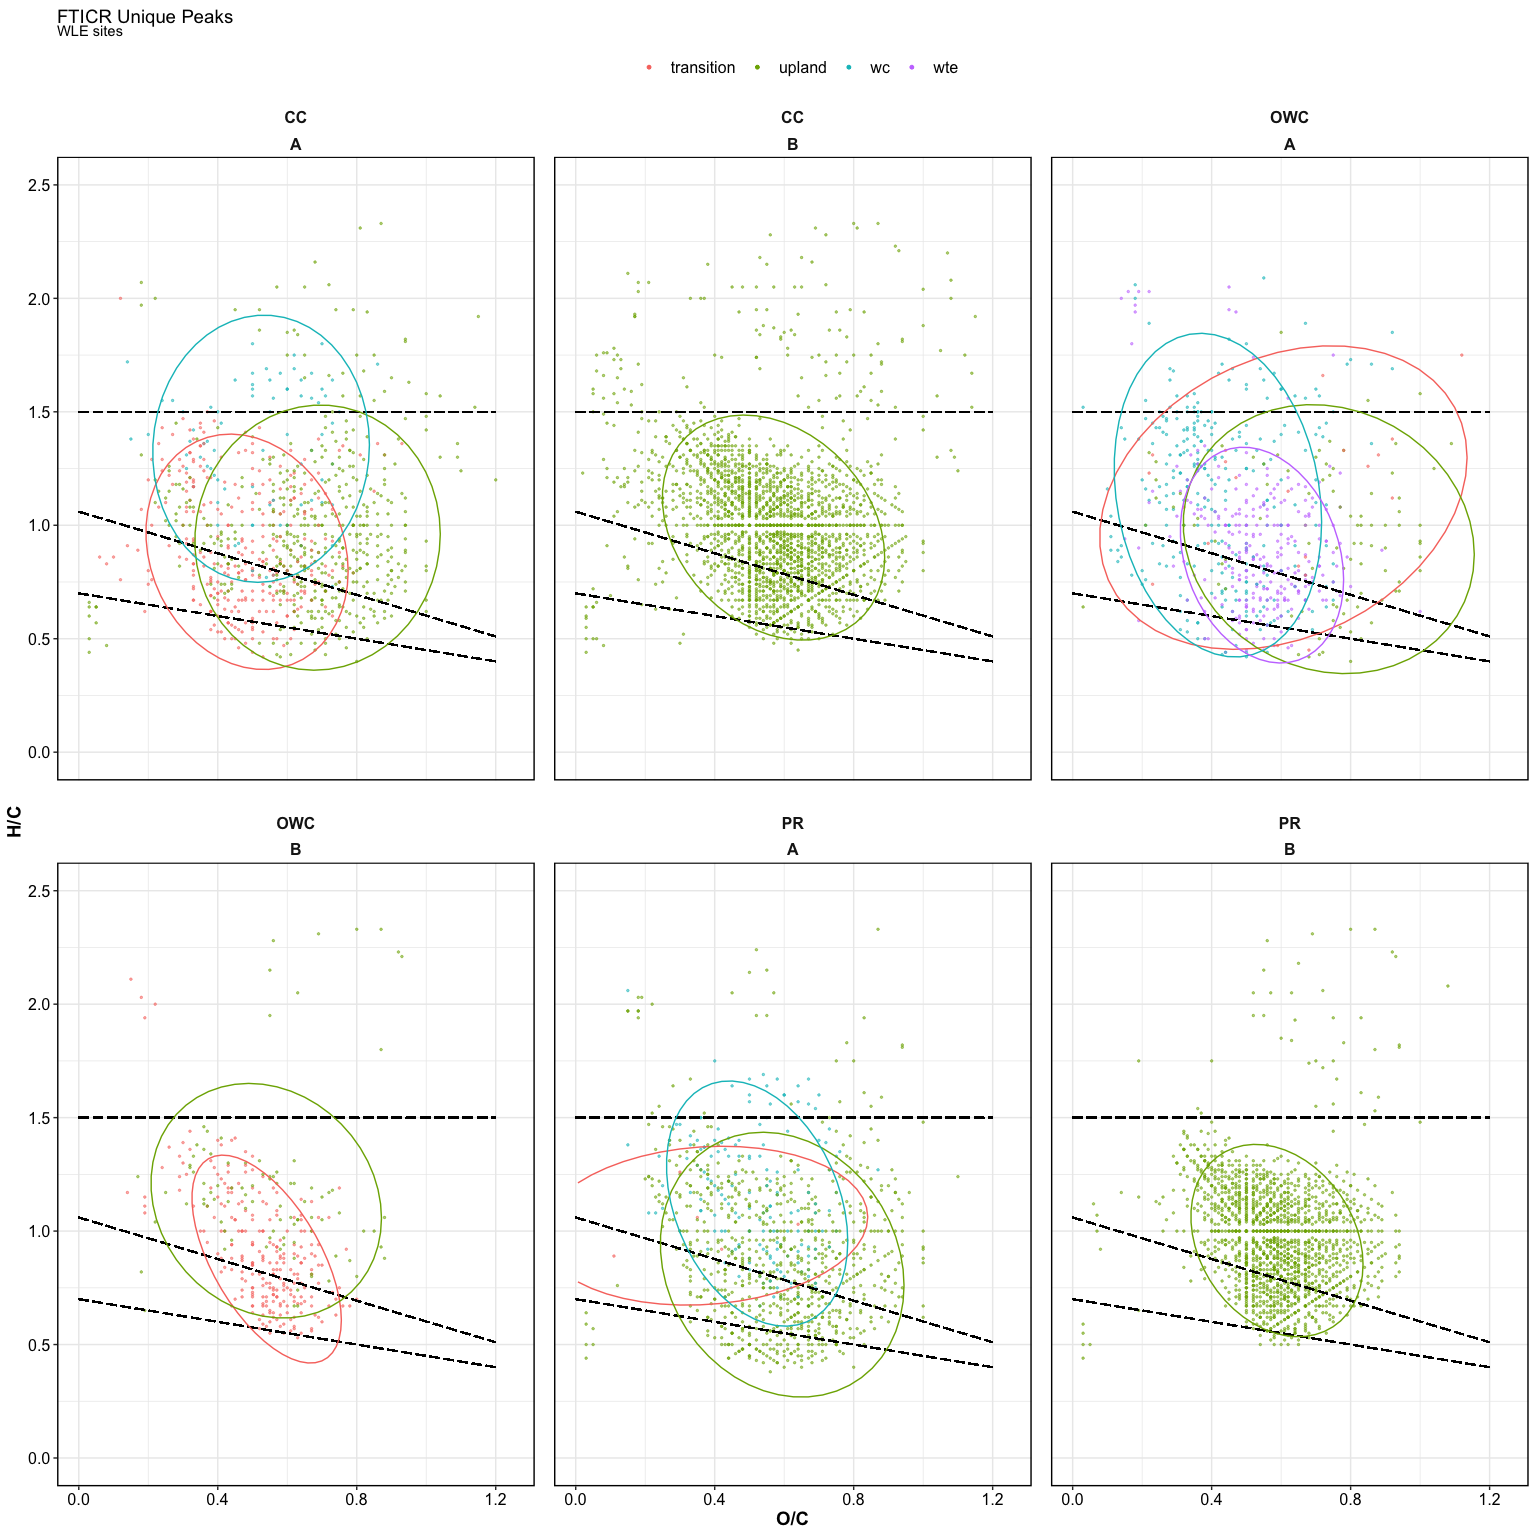 FTICR Unique Peaks
WLE sites
transition upland wc wte
CC CC OWC
A B A
2.5
2.0
1.5
1.0
0.5
0.0
H/C
OWC PR PR
B A B
2.5
2.0
1.5
1.0
0.5
0.0
0.0 0.4 0.8 1.2 0.0 0.4 0.8 1.2 0.0 0.4 0.8 1.2
O/C